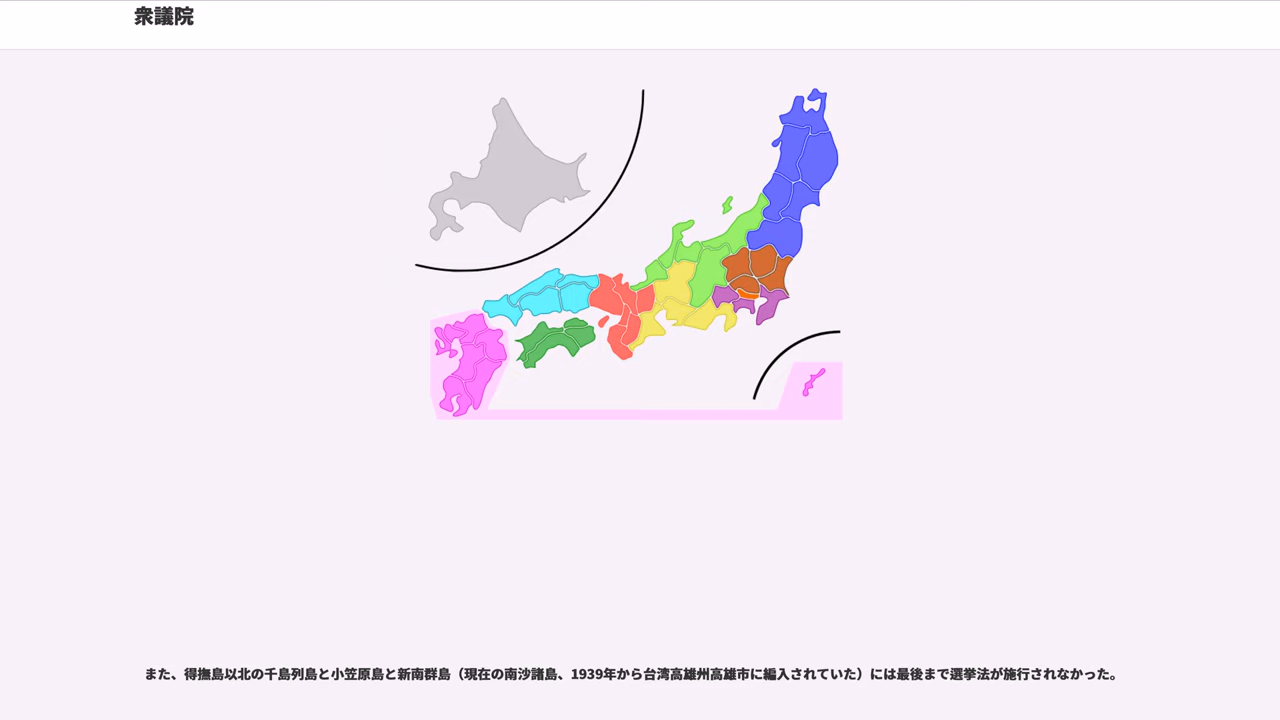 衆議院
また、得撫島以北の千島列島と小笠原島と新南群島（現在の南沙諸島、1939年から台湾高雄州高雄市に編入されていた）には最後まで選挙法が施行されなかった。